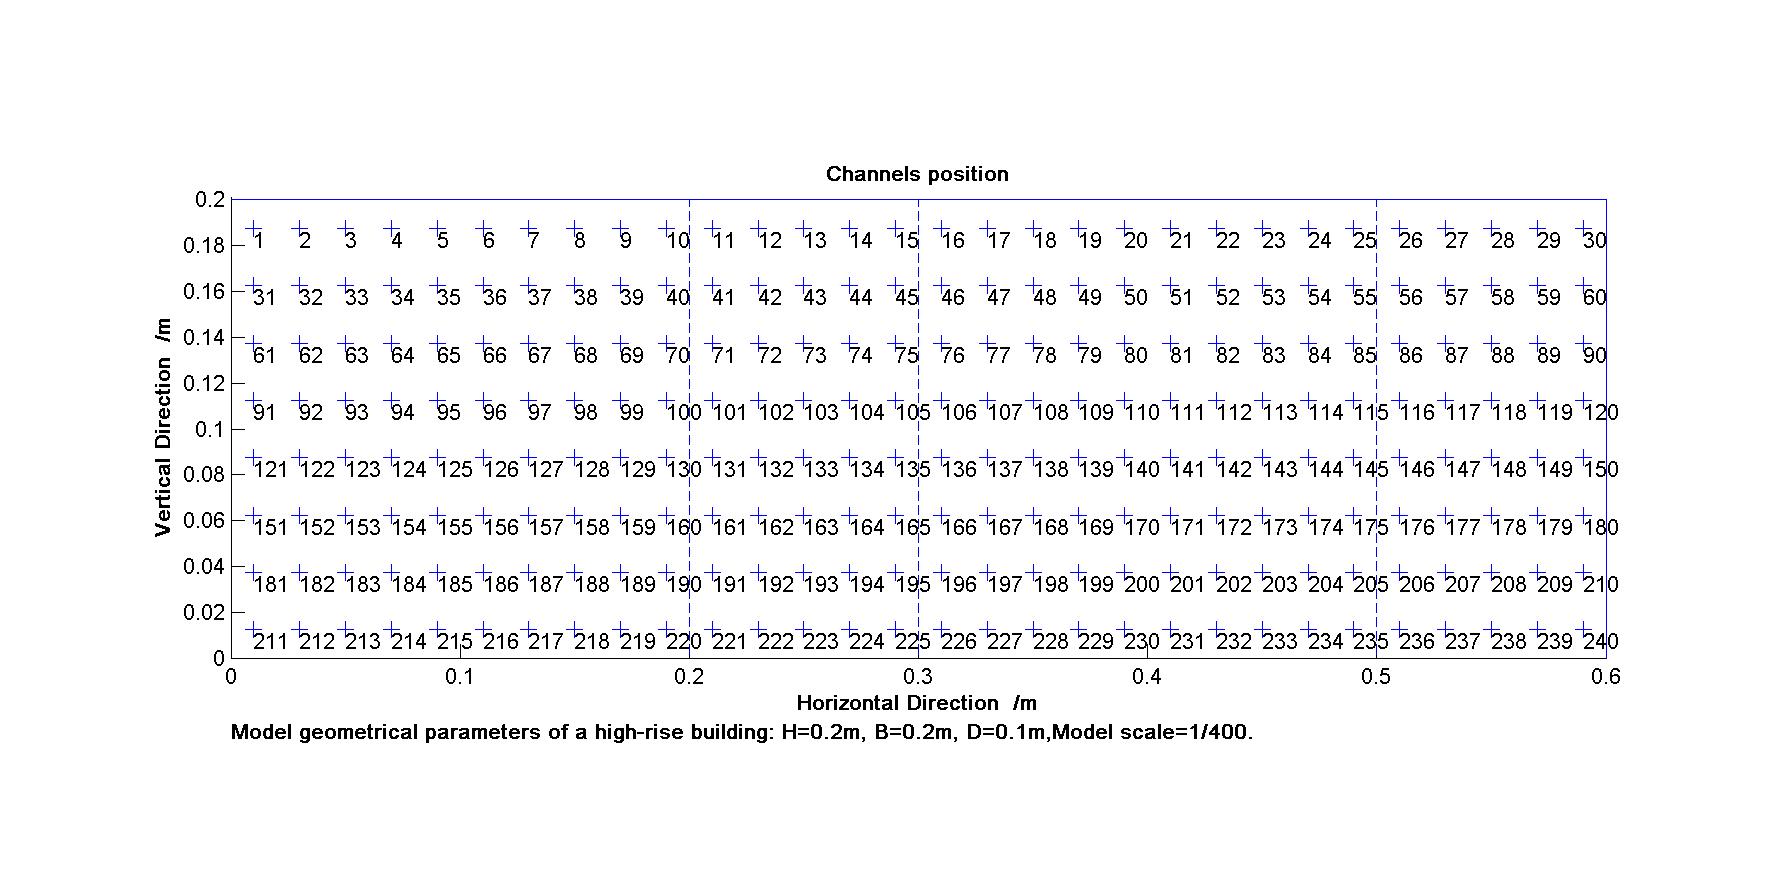 Channels position
0.2
1 2 3 4 5 6 7 8 9 10 11 12 13 14 15 16 17 18 19 20 21 22 23 24 25 26 27 28 29 30
0.18
0.16
31 32 33 34 35 36 37 38 39 40 41 42 43 44 45 46 47 48 49 50 51 52 53 54 55 56 57 58 59 60
0.14
61 62 63 64 65 66 67 68 69 70 71 72 73 74 75 76 77 78 79 80 81 82 83 84 85 86 87 88 89 90
0.12
91 92 93 94 95 96 97 98 99 100 101 102 103 104 105 106 107 108 109 110 111 112 113 114 115 116 117 118 119 120
0.1
121 122 123 124 125 126 127 128 129 130 131 132 133 134 135 136 137 138 139 140 141 142 143 144 145 146 147 148 149 150
0.08
0.06
151 152 153 154 155 156 157 158 159 160 161 162 163 164 165 166 167 168 169 170 171 172 173 174 175 176 177 178 179 180
0.04
181 182 183 184 185 186 187 188 189 190 191 192 193 194 195 196 197 198 199 200 201 202 203 204 205 206 207 208 209 210
0.02
211 212 213 214 215 216 217 218 219 220 221 222 223 224 225 226 227 228 229 230 231 232 233 234 235 236 237 238 239 240
0
Vertical Direction /m
0 0.1 0.2 0.3 0.4 0.5 0.6
Horizontal Direction /m
Model geometrical parameters of a high-rise building: H=0.2m, B=0.2m, D=0.1m,Model scale=1/400.